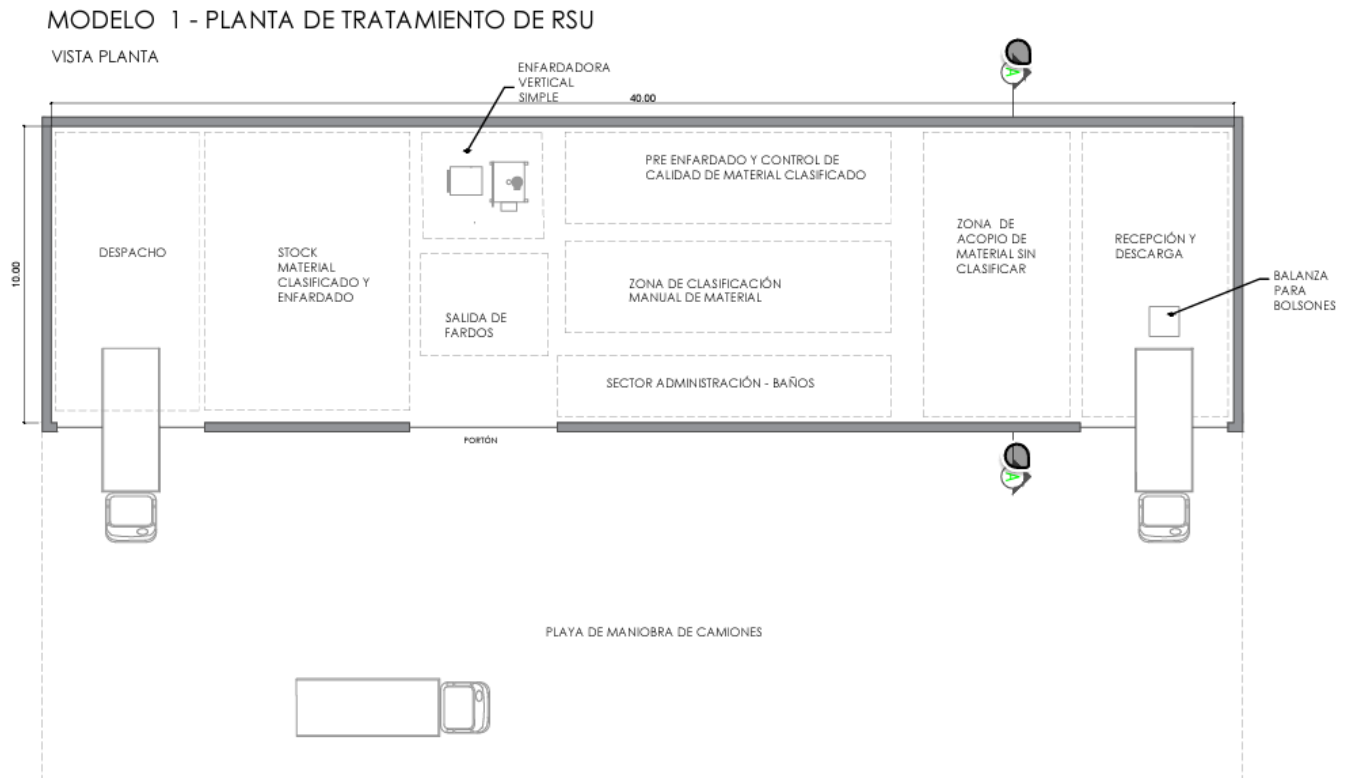 MODELO 1 - PLANTA DE TRATAMIENTO DE RSU
VISTA PLANTA
ENFARDADORA
VERTICAL
SIMPLE
40.00
A
10.00
PRE ENFARDADO Y CONTROL DE
CALIDAD DE MATERIAL CLASIFICADO
DESPACHO
STOCK
MATERIAL
CLASIFICADO Y
ENFARDADO
ZONA DE
ACOPIO DE
MATERIAL SIN
CLASIFICAR
RECEPCIÓN Y
DESCARGA
ZONA DE CLASIFICACIÓN
MANUAL DE MATERIAL
BALANZA
PARA
BOLSONES
SALIDA DE
FARDOS
SECTOR ADMINISTRACIÓN - BAÑOS
PORTÓN
A
PLAYA DE MANIOBRA DE CAMIONES